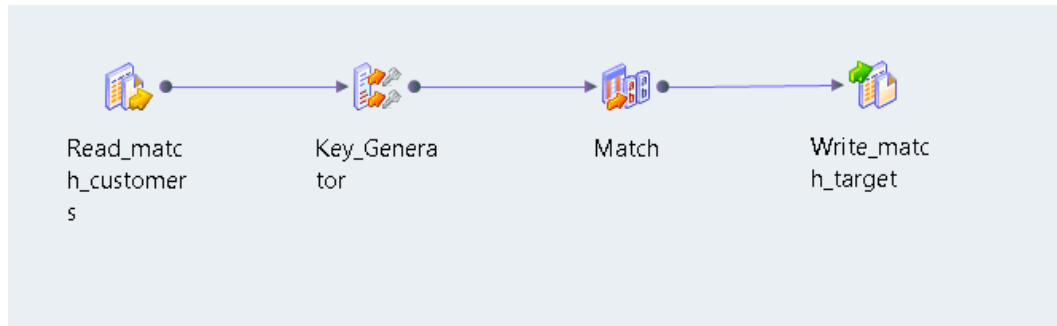 Read_matc
h_customer
s
Key_Genera
tor
Match
Write_matc
h_target